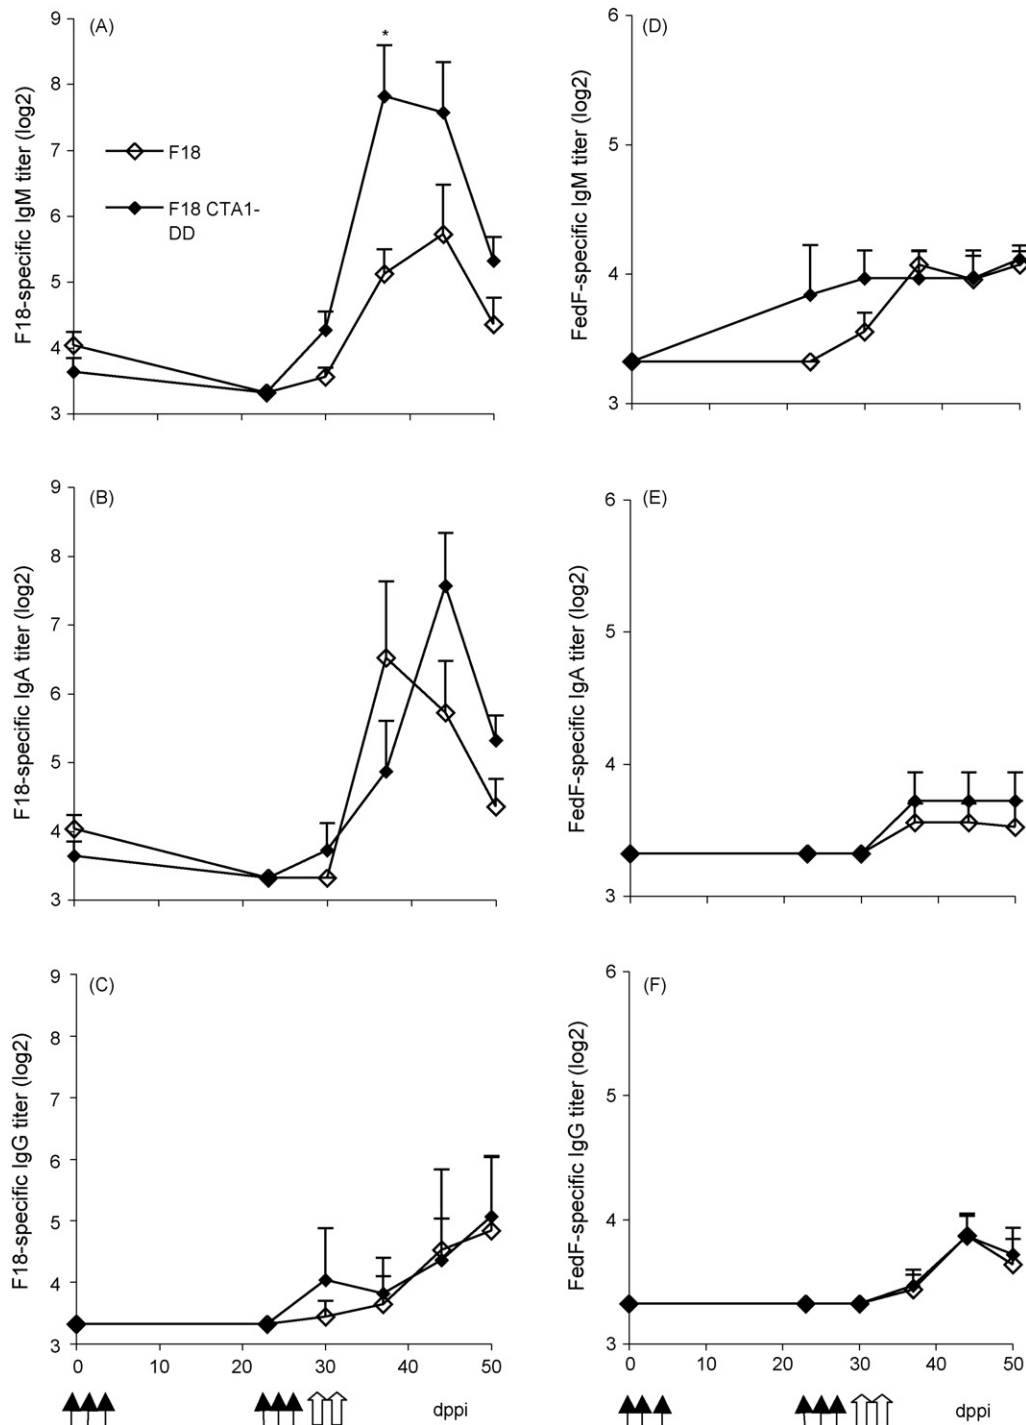 (A)
F18-specific IgM titer (log2)
9
8
7
6
5
4
3
*
F18
F18 CTA1-
DD
(D)
FedF-specific IgM titer (log2)
6
5
4
3
(B)
F18-specific IgA titer (log2)
9
8
7
6
5
4
3
(E)
FedF-specific IgA titer (log2)
6
5
4
3
(C)
F18-specific IgG titer (log2)
9
8
7
6
5
4
3
0 10 20 30 40 50
dppi
(F)
FedF-specific IgG titer (log2)
6
5
4
3
0 10 20 30 40 50
dppi